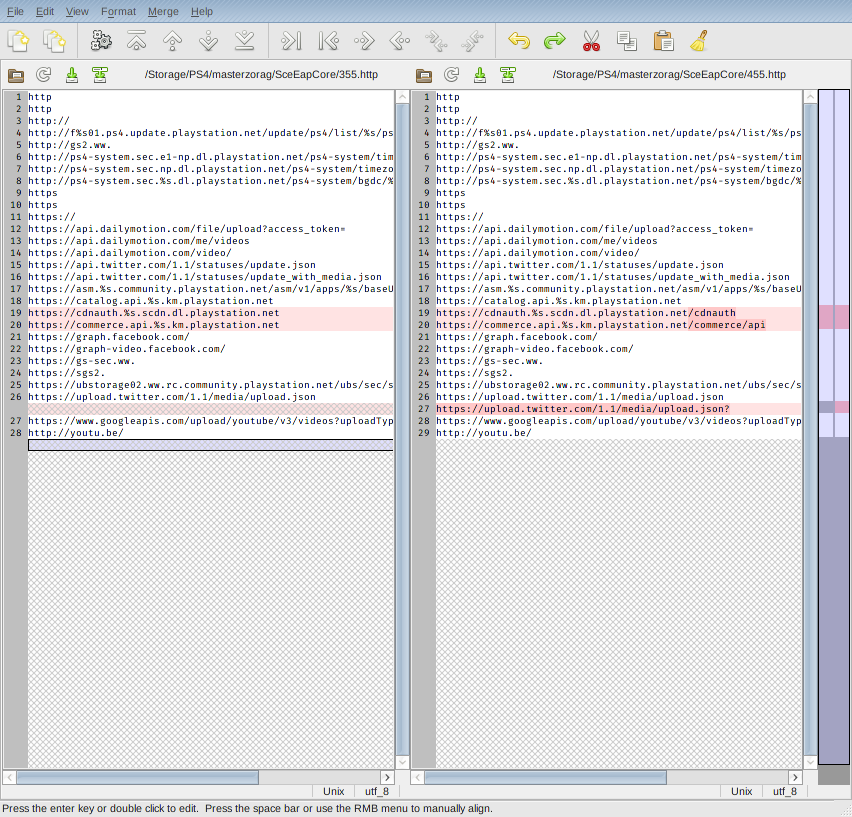 File Edit View Format Merge Help
/Storage/PS4/masterzorag/SceEapCore/355.http
1 http
2 http
3 http://
4 http://f%s01.ps4.update.playstation.net/update/ps4/list/%s/ps
5 http://gs2.ww.
6 http://ps4-system.sec.e1-np.dl.playstation.net/ps4-system/tim
7 http://ps4-system.sec.np.dl.playstation.net/ps4-system/timezo
8 http://ps4-system.sec.%s.dl.playstation.net/ps4-system/bgdc/%
9 https
10 https
11 https://
12 https://api.dailymotion.com/file/upload?access_token=
13 https://api.dailymotion.com/me/videos
14 https://api.dailymotion.com/video/
15 https://api.twitter.com/1.1/statuses/update.json
16 https://api.twitter.com/1.1/statuses/update_with_media.json
17 https://asm.%s.community.playstation.net/asm/v1/apps/%s/baseU
18 https://catalog.api.%s.km.playstation.net
19 https://cdnauth.%s.scdn.dl.playstation.net
20 https://commerce.api.%s.km.playstation.net
21 https://graph.facebook.com/
22 https://graph-video.facebook.com/
23 https://gs-sec.ww.
24 https://sgs2.
25 https://ubstorage02.ww.rc.community.playstation.net/ubs/sec/s
26 https://upload.twitter.com/1.1/media/upload.json
27 https://www.googleapis.com/upload/youtube/v3/videos?uploadTyp
28 http://youtu.be/
Unix utf_8
/Storage/PS4/masterzorag/SceEapCore/455.http
1 http
2 http
3 http://
4 http://f%s01.ps4.update.playstation.net/update/ps4/list/%s/ps
5 http://gs2.ww.
6 http://ps4-system.sec.e1-np.dl.playstation.net/ps4-system/tim
7 http://ps4-system.sec.np.dl.playstation.net/ps4-system/timezo
8 http://ps4-system.sec.%s.dl.playstation.net/ps4-system/bgdc/%
9 https
10 https
11 https://
12 https://api.dailymotion.com/file/upload?access_token=
13 https://api.dailymotion.com/me/videos
14 https://api.dailymotion.com/video/
15 https://api.twitter.com/1.1/statuses/update.json
16 https://api.twitter.com/1.1/statuses/update_with_media.json
17 https://asm.%s.community.playstation.net/asm/v1/apps/%s/baseU
18 https://catalog.api.%s.km.playstation.net
19 https://cdnauth.%s.scdn.dl.playstation.net/cdnauth
20 https://commerce.api.%s.km.playstation.net/commerce/api
21 https://graph.facebook.com/
22 https://graph-video.facebook.com/
23 https://gs-sec.ww.
24 https://sgs2.
25 https://ubstorage02.ww.rc.community.playstation.net/ubs/sec/s
26 https://upload.twitter.com/1.1/media/upload.json
27 https://upload.twitter.com/1.1/media/upload.json?
28 https://www.googleapis.com/upload/youtube/v3/videos?uploadTyp
29 http://youtu.be/
Unix utf_8
Press the enter key or double click to edit. Press the space bar or use the RMB menu to manually align.